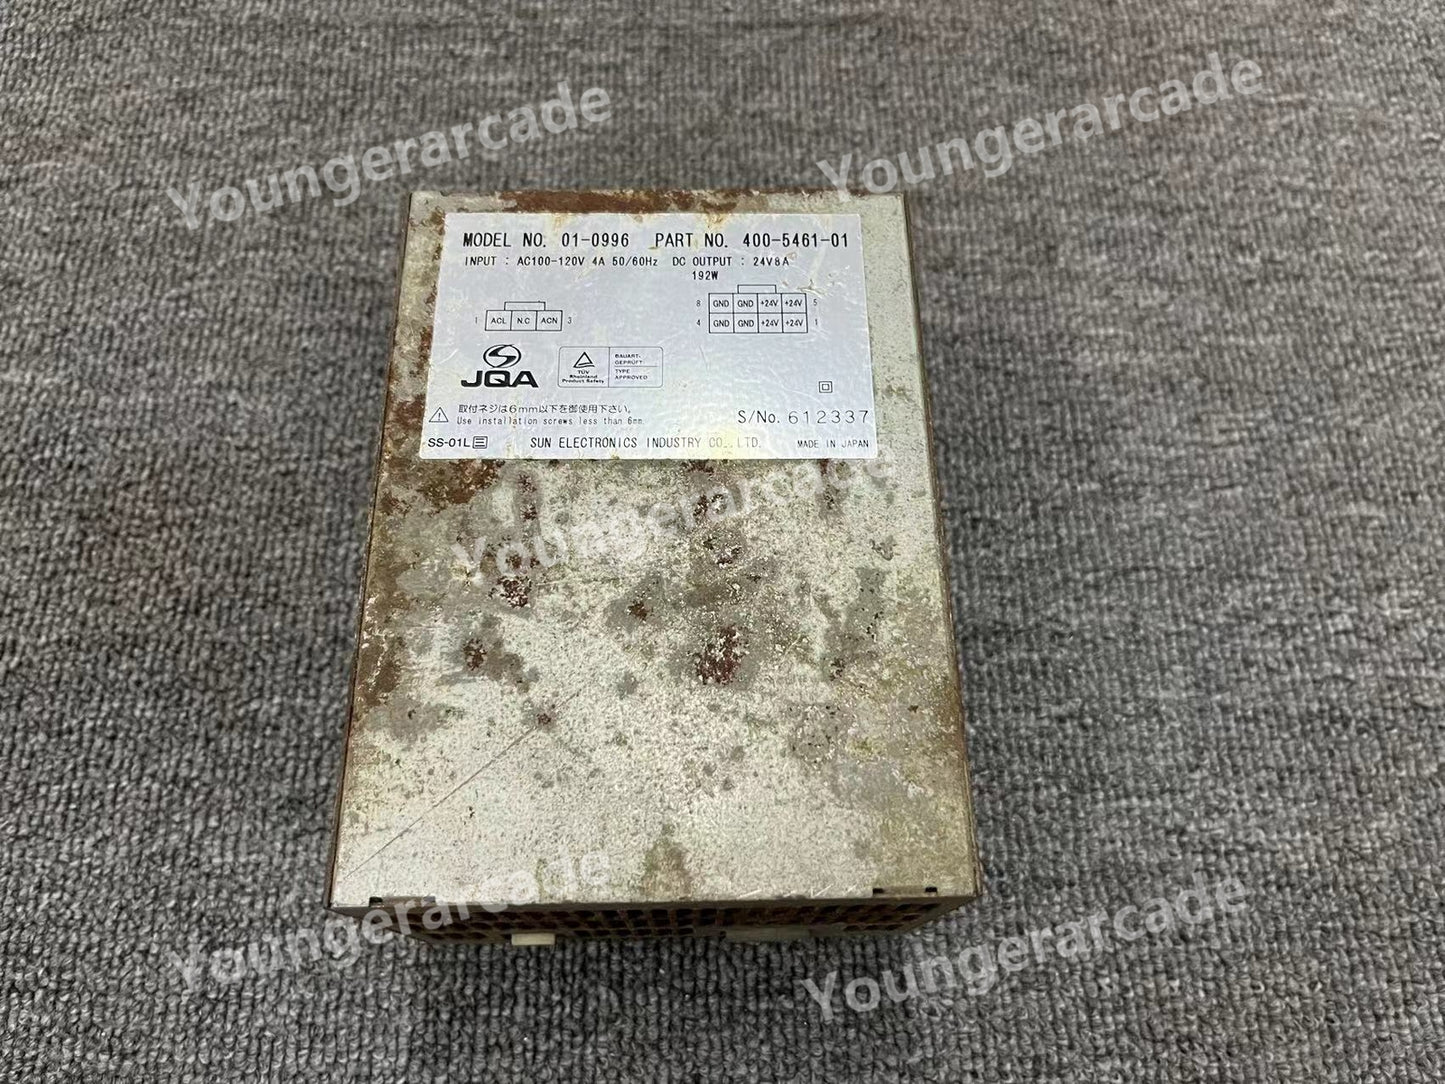 Youngerarcade
Youngerarcade
MODEL NO. 01-0996 PART NO. 400-5461-01
INPUT : AC100-120V 4A 50/60Hz DC OUTPUT : 24V8A
192W
8 GND GND +24V +24V 5
1 ACL N.C ACN 3
4 GND GND +24V +24V 1
JQA
TÜV
Rheinland
Product Safety
BAUART-
GEPRÜFT
TYPE
APPROVED
取付ネジは6mm以下を御使用下さい。
Use installation screws less than 6mm.
S/No. 612337
SS-01L
SUN ELECTRONICS INDUSTRY CO., LTD. MADE IN JAPAN
Youngerarcade
Youngerarcade
Youngerarcade